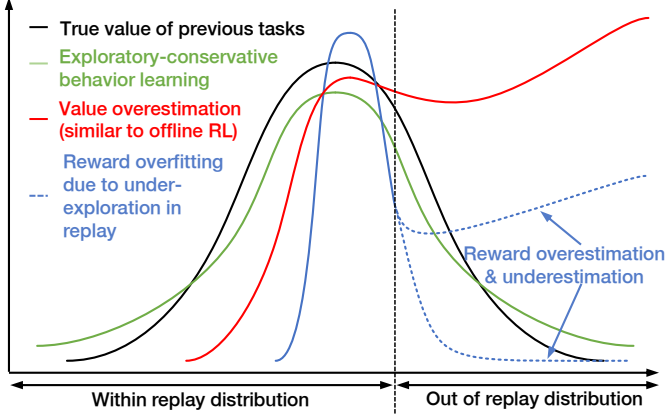 True value of previous tasks
Exploratory-conservative
behavior learning
Value overestimation
(similar to offline RL)
Reward overfitting
due to under-
exploration in
replay
Reward overestimation
& underestimation
Within replay distribution
Out of replay distribution